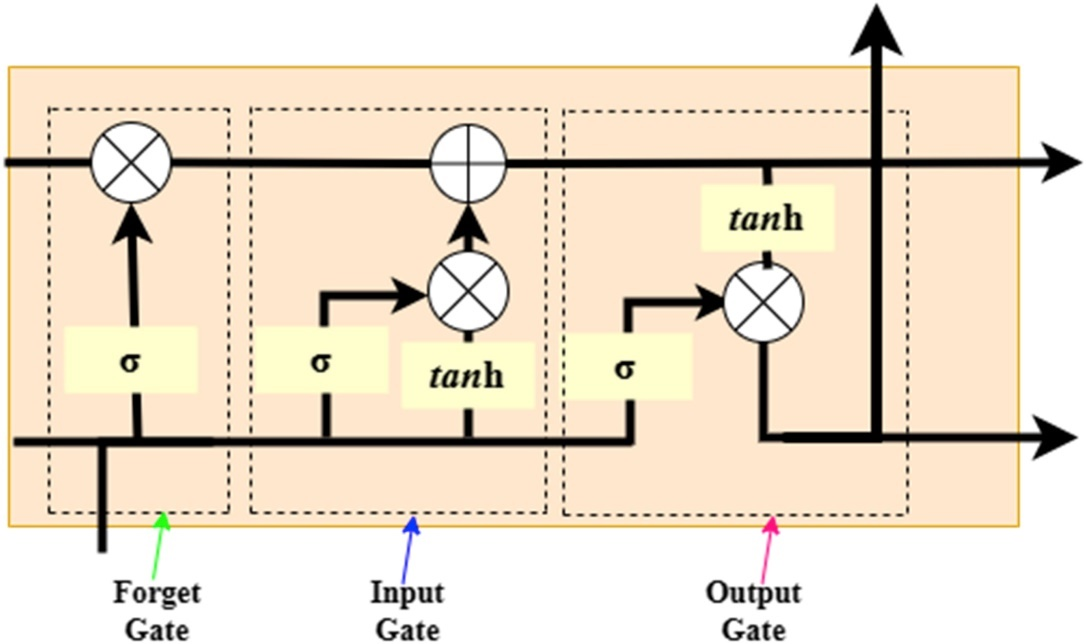 tanh
σ
σ
tanh
σ
Forget
Gate
Input
Gate
Output
Gate